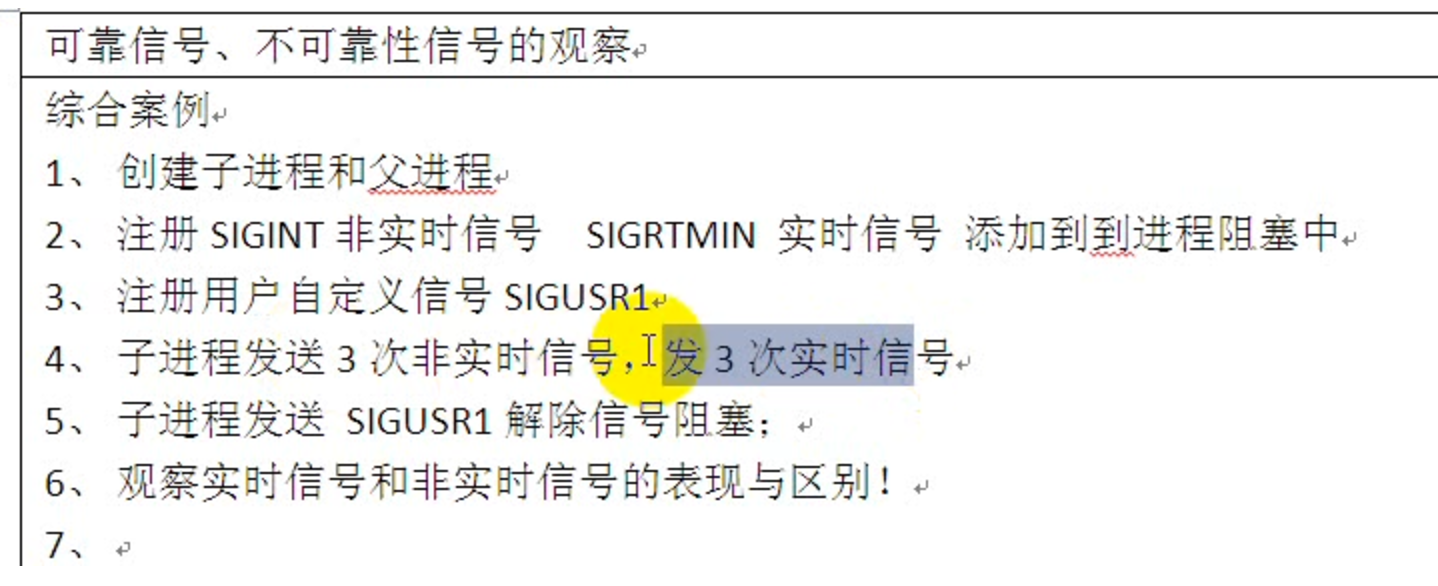 可靠信号、不可靠性信号的观察
综合案例
1、 创建子进程和父进程
2、 注册 SIGINT 非实时信号 SIGRTMIN 实时信号 添加到到进程阻塞中
3、 注册用户自定义信号 SIGUSR1
4、 子进程发送 3 次非实时信号，发 3 次实时信号
5、 子进程发送 SIGUSR1 解除信号阻塞；
6、 观察实时信号和非实时信号的表现与区别！
7、